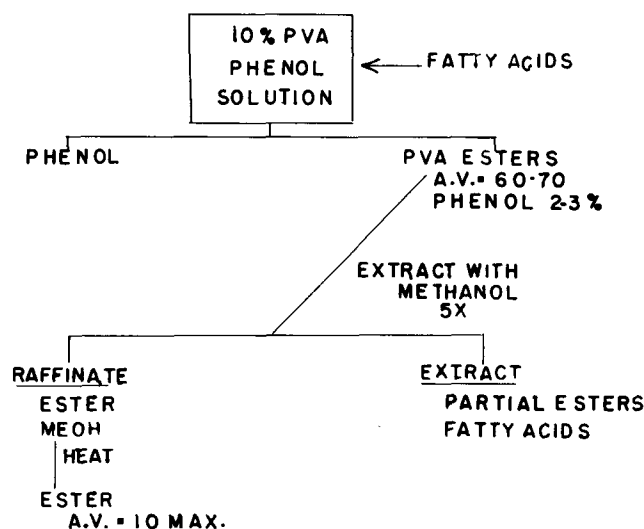 10% PVA
PHENOL
SOLUTION
FATTY ACIDS
PHENOL
PVA ESTERS
A.V.= 60-70
PHENOL 2-3%
EXTRACT WITH
METHANOL
5X
RAFFINATE
ESTER
MEOH
HEAT
ESTER
A.V. = 10 MAX.
EXTRACT
PARTIAL ESTERS
FATTY ACIDS